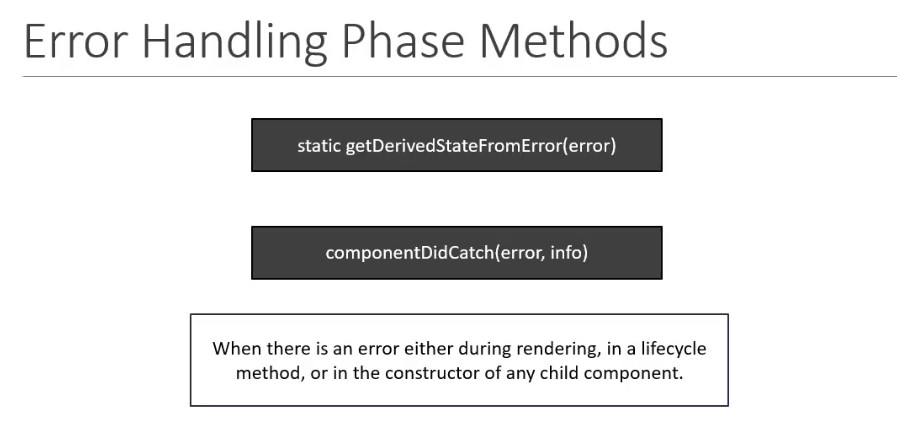 Error Handling Phase Methods
static getDerivedStateFromError(error)
componentDidCatch(error, info)
When there is an error either during rendering, in a lifecycle
method, or in the constructor of any child component.